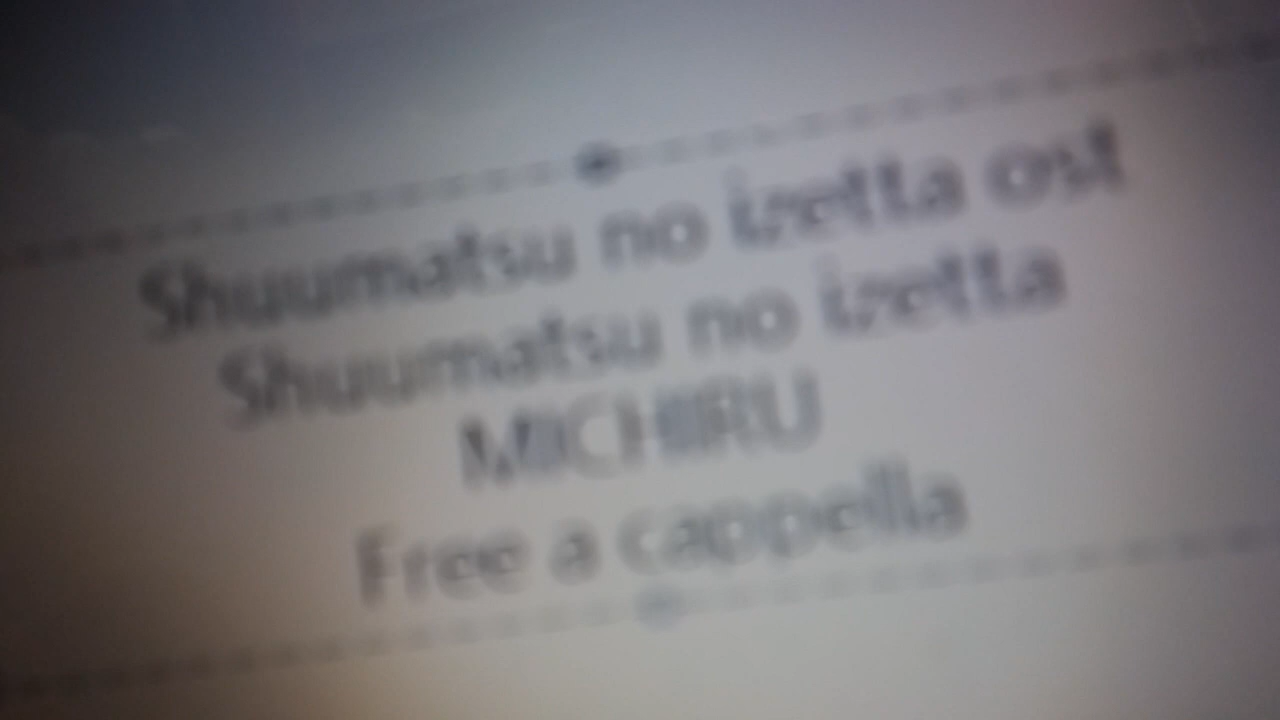 Shuumatsu no izetta ost
Shuumatsu no izetta
MICHIRU
Free a cappella